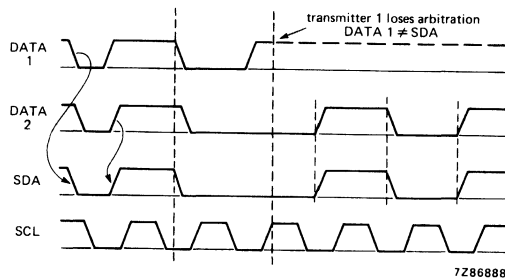 transmitter 1 loses arbitration
DATA 1 ≠ SDA
DATA
1
DATA
2
SDA
SCL
7Z86888